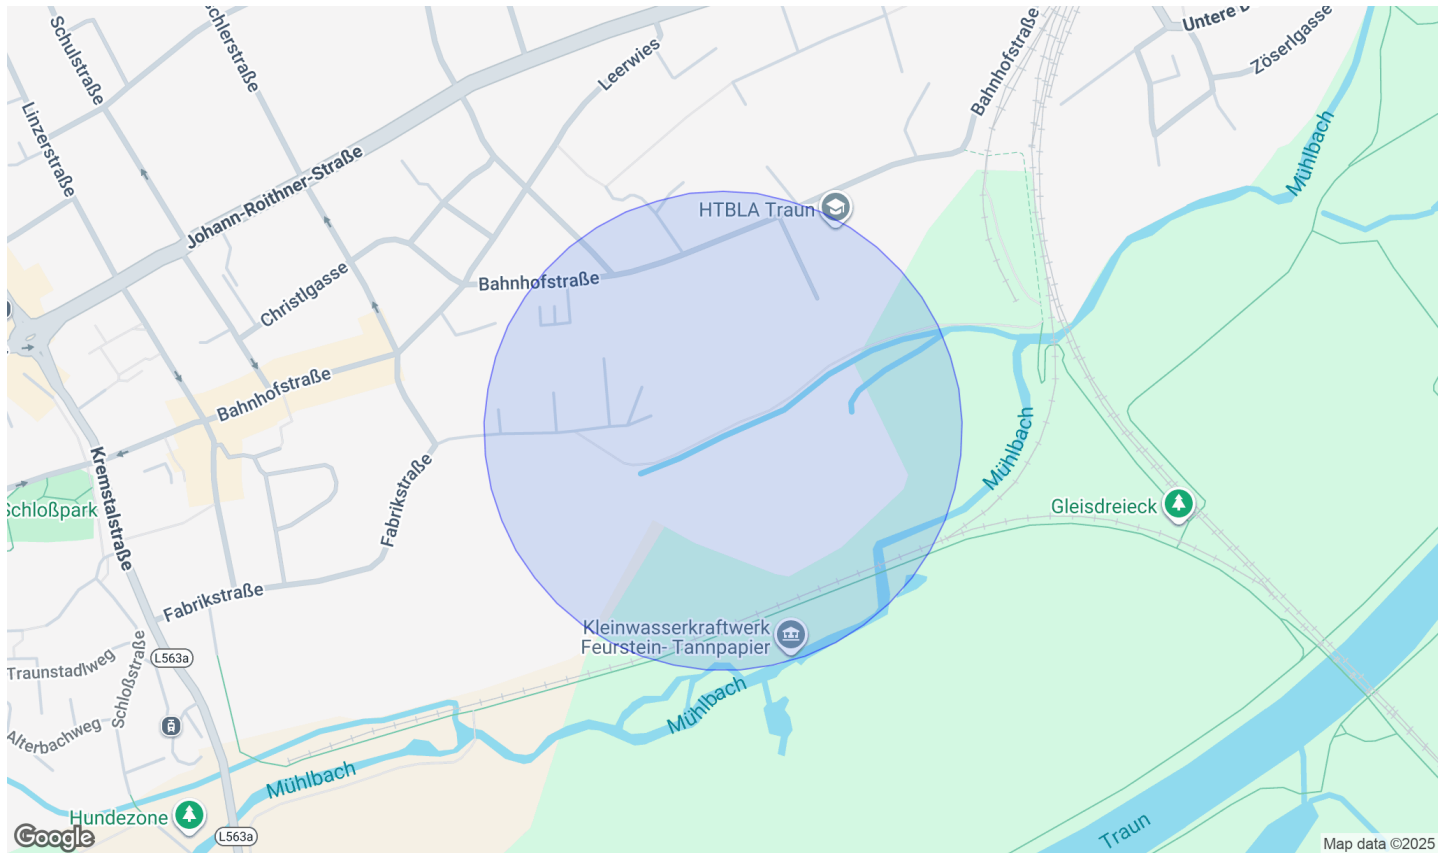 Schulstraße
Leerwies
Bahnhofstraße
Untere
Zöserlgasse
Linzerstraße
Mühlbach
Johann-Roithner-Straße
HTBLA Traun
Christlgasse
Bahnhofstraße
Bahnhofstraße
Kremstalstraße
Fabrikstraße
Mühlbach
Schloßpark
Gleisdreieck
Fabrikstraße
Kleinwasserkraftwerk
Feurstein- Tannpapier
Traunstadlweg
L563a
Schloßstraße
Mühlbach
Alterbachweg
Mühlbach
Hundezone
L563a
Traun
Google
Map data ©2025